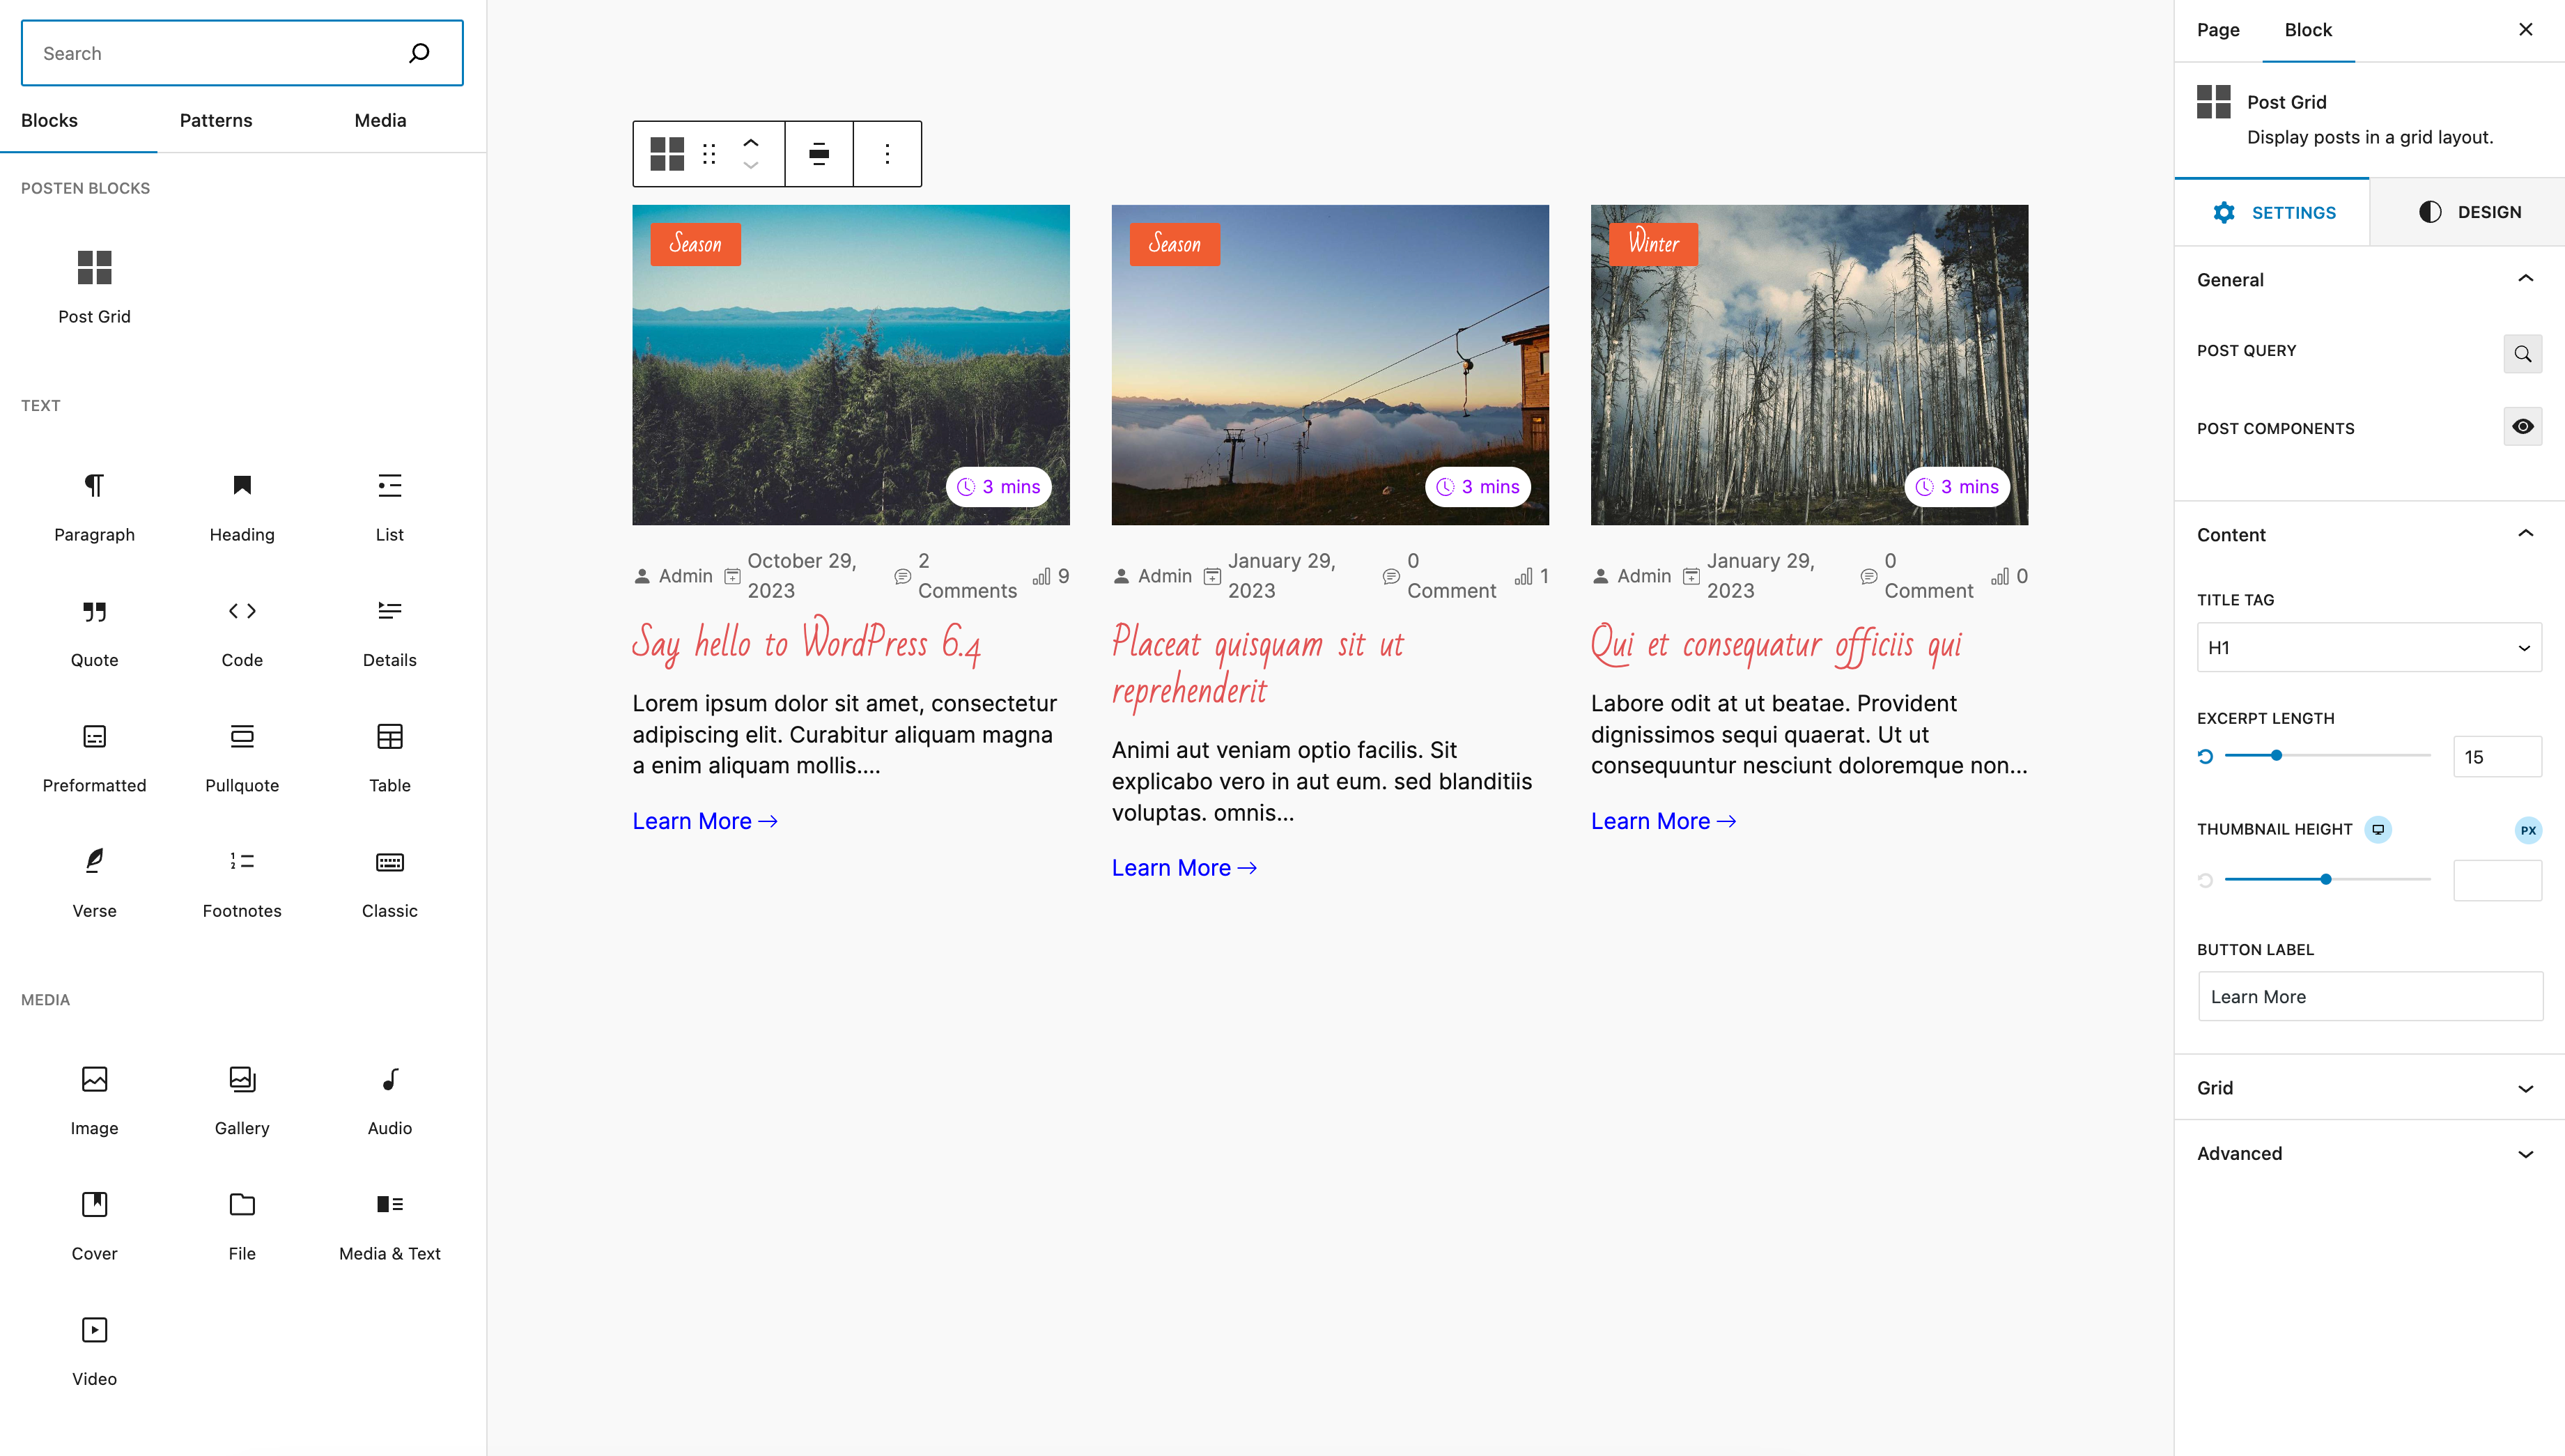 Search
Blocks
Patterns
Media
POSTEN BLOCKS
Post Grid
TEXT
Paragraph
Heading
List
Quote
Code
Details
Preformatted
Pullquote
Table
Verse
Footnotes
Classic
MEDIA
Image
Gallery
Audio
Cover
File
Media & Text
Video
Season
3 mins
Admin
October 29,
2023
2
Comments
9
Say hello to WordPress 6.4
Lorem ipsum dolor sit amet, consectetur
adipiscing elit. Curabitur aliquam magna
a enim aliquam mollis....
Learn More
Season
3 mins
Admin
January 29,
2023
0
Comment
1
Placeat quisquam sit ut
reprehenderit
Animi aut veniam optio facilis. Sit
explicabo vero in aut eum. sed blanditiis
voluptas. omnis...
Learn More
Winter
3 mins
Admin
January 29,
2023
0
Comment
0
Qui et consequatur officiis qui
Labore odit at ut beatae. Provident
dignissimos sequi quaerat. Ut ut
consequuntur nesciunt doloremque non...
Learn More
Page
Block
Post Grid
Display posts in a grid layout.
SETTINGS
DESIGN
General
POST QUERY
POST COMPONENTS
Content
TITLE TAG
H1
EXCERPT LENGTH
15
THUMBNAIL HEIGHT
PX
BUTTON LABEL
Learn More
Grid
Advanced